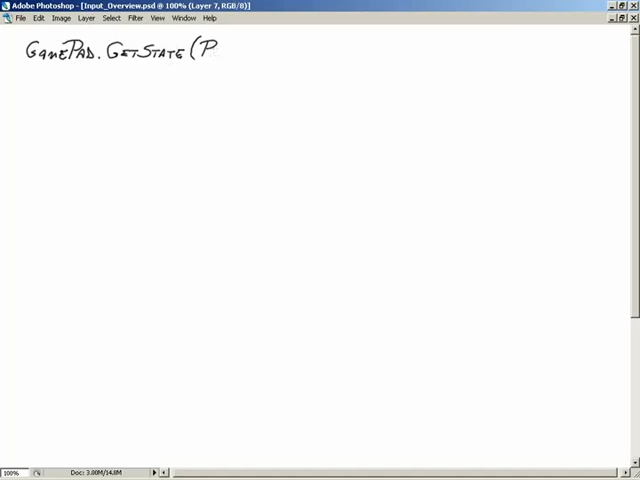 Adobe Photoshop - [Input_Overview.psd @ 100% (Layer 7, RGB/8)]
File Edit Image Layer Select Filter View Window Help
GamePad.GetState(P
100% Doc: 3.00M/14.8M